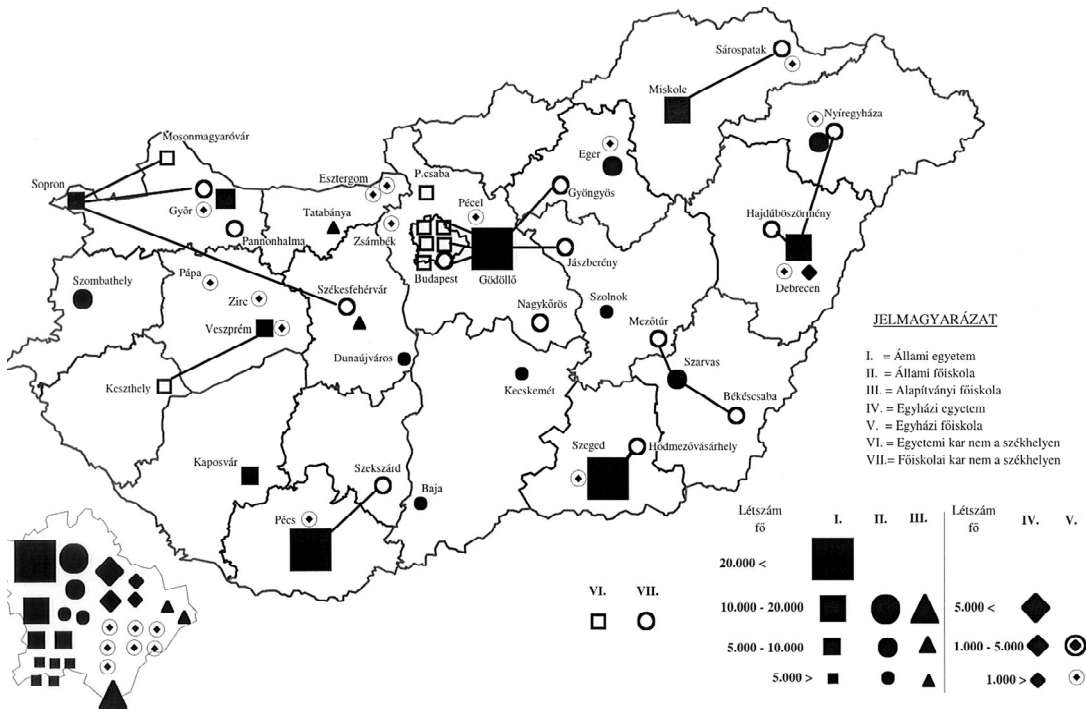 Sárospatak
Miskole
Nyíregyháza
Mosonmagyaróvár
Eger
P.csaba
Esztergom
Sopron
Gyöngyös
Pécel
Győr
Tatabánya
Hajdúböszörmény
Zsámbék
Pannonhalma
Jászberény
Budapest
Gödöllő
Debrecen
Szombathely
Pápa
Székesfehérvár
Zirc
Nagykőrös
Szolnok
Veszprém
Mezőtúr
Dunaújváros
Szarvas
Keszthely
Kecskemét
Békéscsaba
Szeged
Hódmezővásárhely
Kaposvár
Szekszárd
Baja
Pécs
JELMAGYARÁZAT
I. = Állami egyetem
II. = Állami főiskola
III. = Alapítványi főiskola
IV. = Egyházi egyetem
V. = Egyházi főiskola
VI. = Egyetemi kar nem a székhelyen
VII.= Főiskolai kar nem a székhelyen
Létszám fő I. II. III. Létszám fő IV. V.
20.000 <
10.000 - 20.000 5.000 <
5.000 - 10.000 1.000 - 5.000
5.000 > 1.000 >
VI. VII.